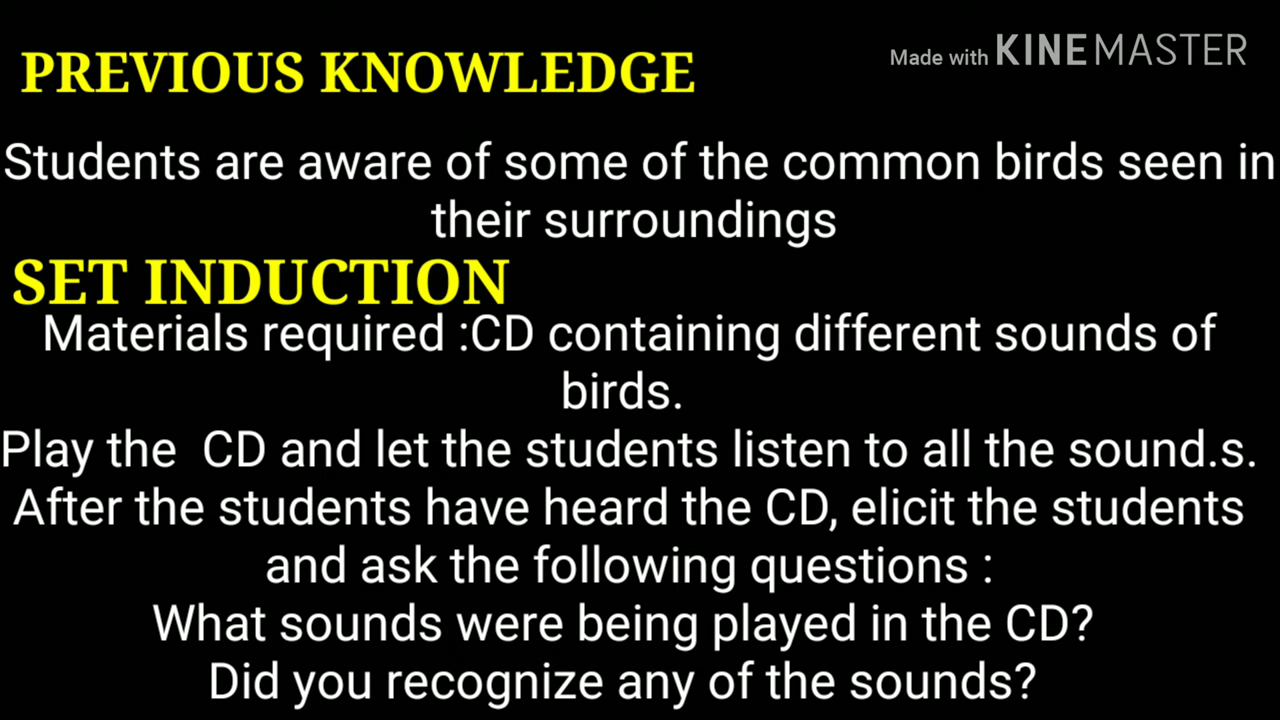 Made with KINEMASTER
PREVIOUS KNOWLEDGE
Students are aware of some of the common birds seen in
their surroundings
SET INDUCTION
Materials required :CD containing different sounds of
birds.
Play the  CD and let the students listen to all the sound.s.
After the students have heard the CD, elicit the students
and ask the following questions :
What sounds were being played in the CD?
Did you recognize any of the sounds?